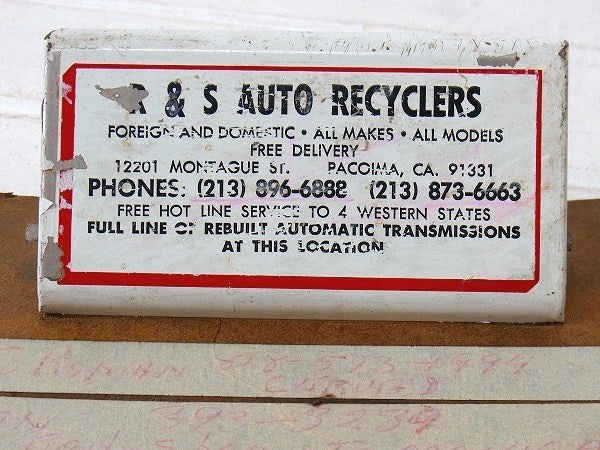 R & S AUTO RECYCLERS
FOREIGN AND DOMESTIC • ALL MAKES • ALL MODELS
FREE DELIVERY
12201 MONTAGUE ST. PACOIMA, CA. 91331
PHONES: (213) 896-6888 (213) 873-6663
FREE HOT LINE SERVICE TO 4 WESTERN STATES
FULL LINE OF REBUILT AUTOMATIC TRANSMISSIONS
AT THIS LOCATION